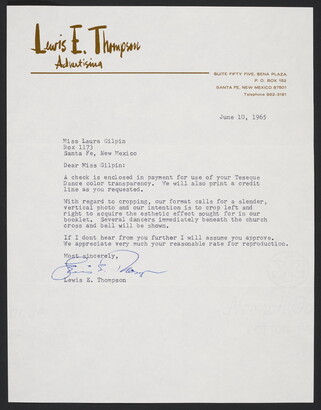 Lewis E. Thompson
Advertising
SUITE FIFTY FIVE, SENA PLAZA
P. O. BOX 155
SANTA FE, NEW MEXICO 87501
Telephone 982-3191
June 10, 1965
Miss Laura Gilpin
Box 1173
Santa Fe, New Mexico
Dear Miss Gilpin:
A check is enclosed in payment for use of your Tesuque
Dance color transparency. We will also print a credit
line as you requested.
With regard to cropping, our format calls for a slender,
vertical photo and our intention is to crop left and
right to acquire the esthetic effect sought for in our
booklet. Several dancers immediately beneath the church
cross and bell will be shown.
If I dont hear from you further I will assume you approve.
We appreciate very much your reasonable rate for reproduction.
Most sincerely,
Lewis E. Thompson
Lewis E. Thompson